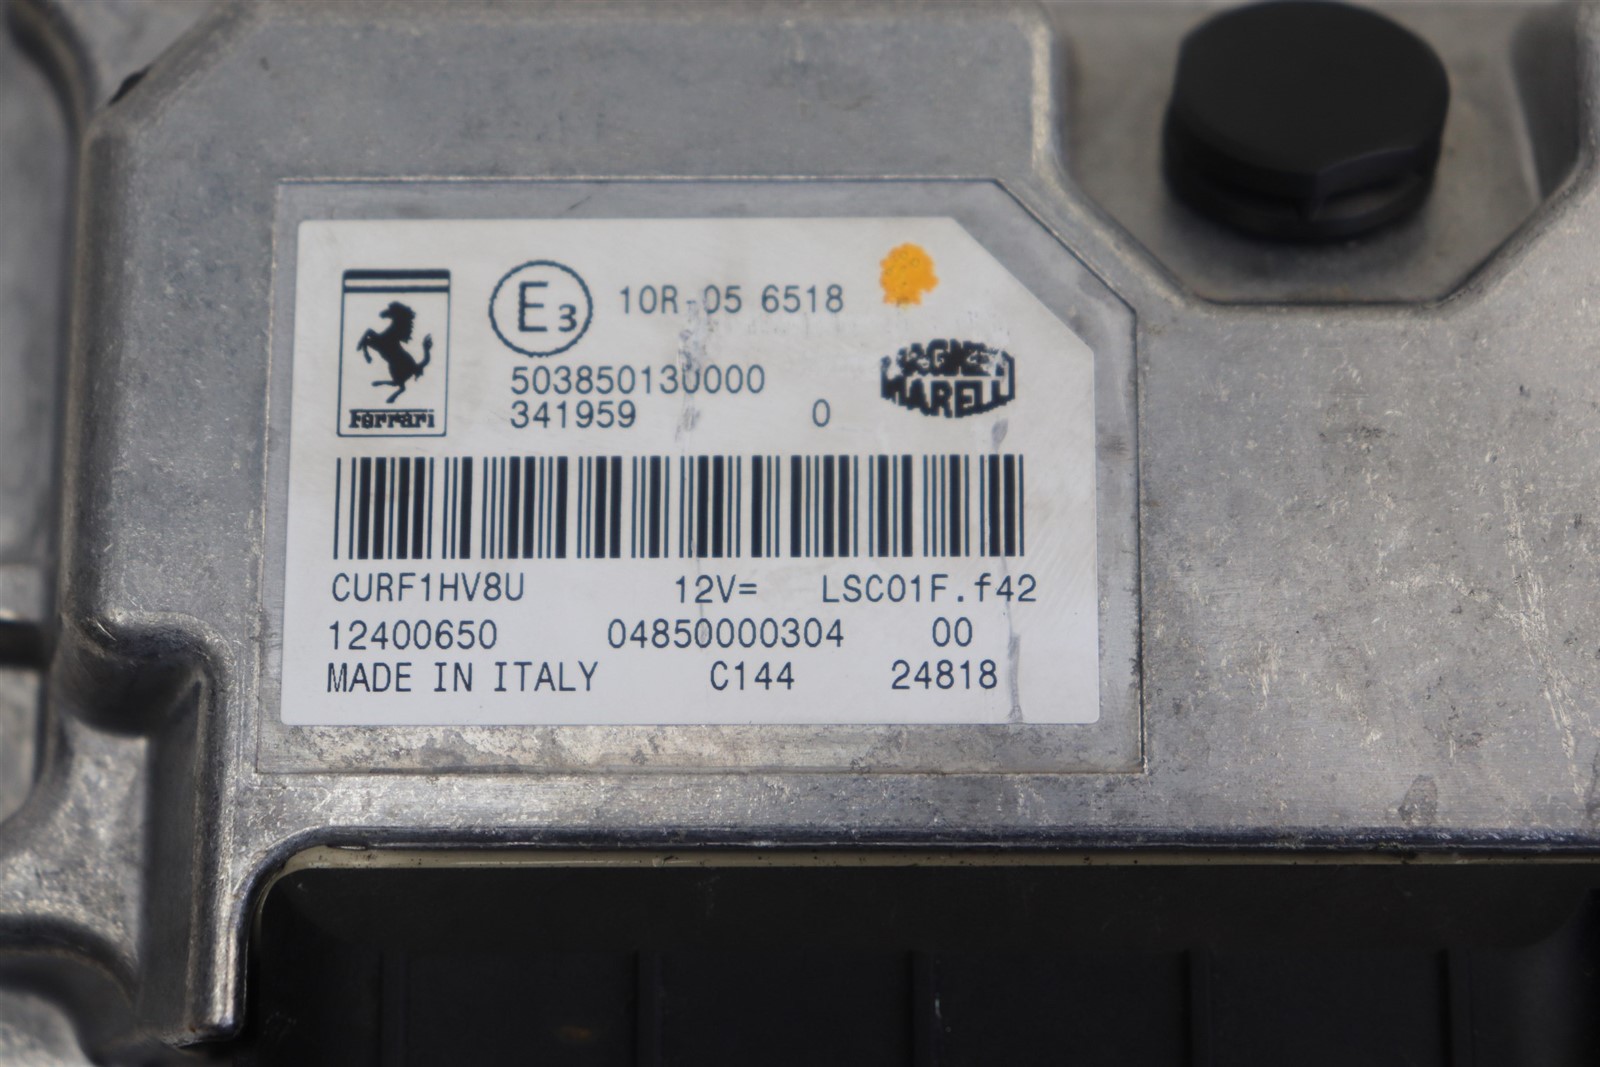 Ferrari
E3 10R-05 6518
MAGNETI
MARELLI
503850130000
341959 0
CURF1HV8U 12V= LSC01F.f42
12400650 04850000304 00
MADE IN ITALY C144 24818